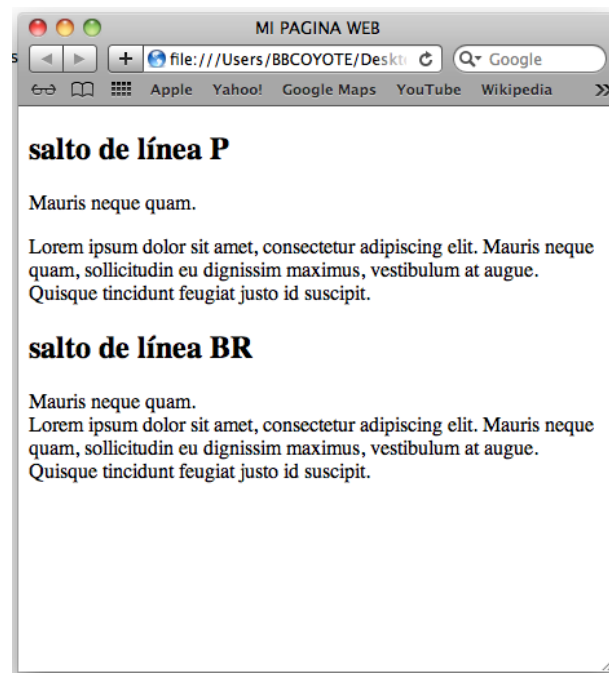 MI PAGINA WEB
file:///Users/BBCOYOTE/Deskt
Google
Apple Yahoo! Google Maps YouTube Wikipedia
salto de línea P
Mauris neque quam.
Lorem ipsum dolor sit amet, consectetur adipiscing elit. Mauris neque
quam, sollicitudin eu dignissim maximus, vestibulum at augue.
Quisque tincidunt feugiat justo id suscipit.
salto de línea BR
Mauris neque quam.
Lorem ipsum dolor sit amet, consectetur adipiscing elit. Mauris neque
quam, sollicitudin eu dignissim maximus, vestibulum at augue.
Quisque tincidunt feugiat justo id suscipit.